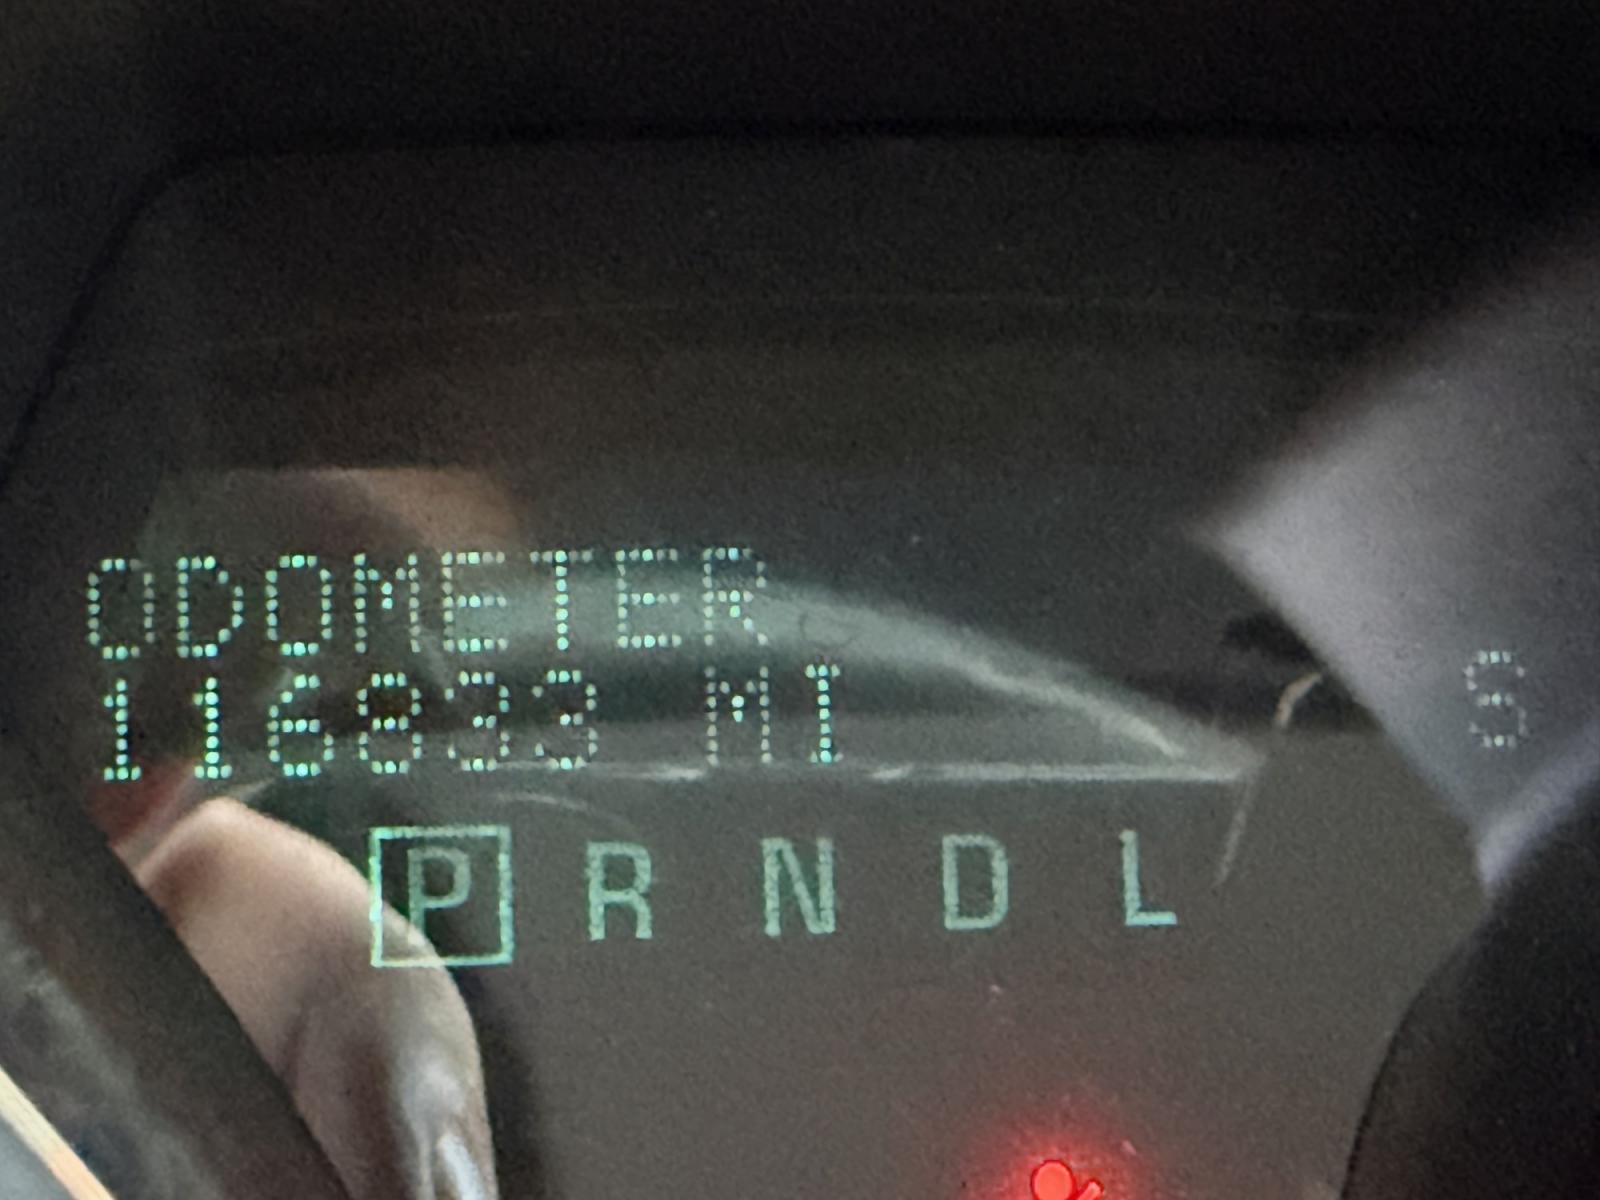 ODOMETER
116833 MI
S
P R N D L